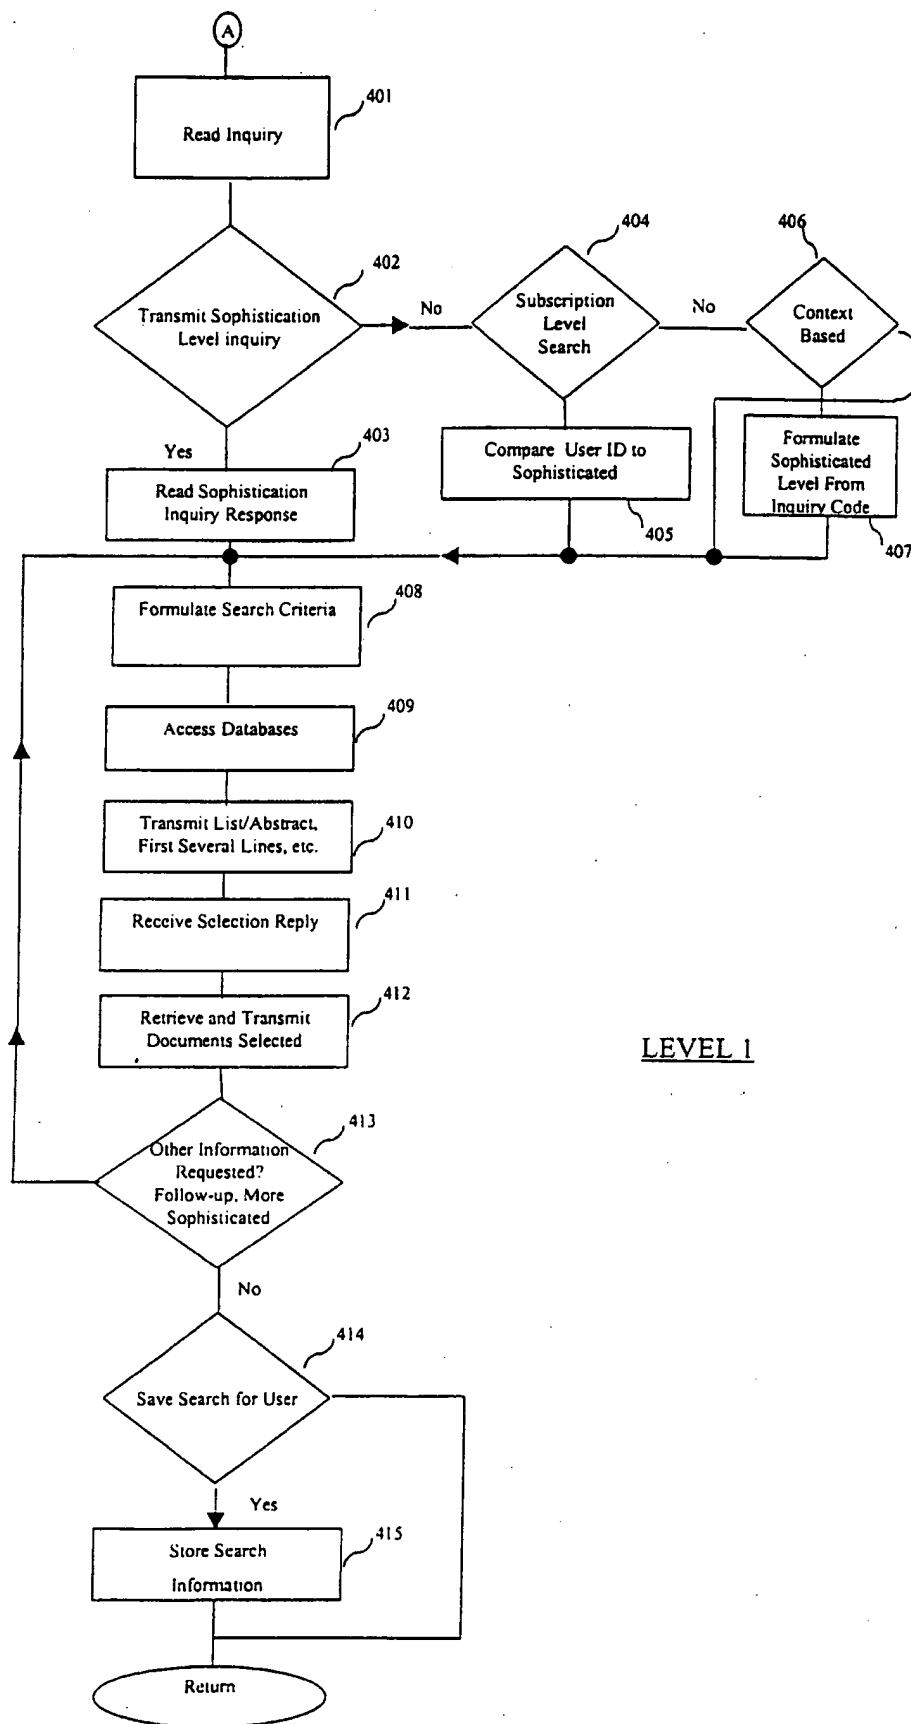 A
401
Read Inquiry
402
Transmit Sophistication
Level inquiry
No
404
Subscription
Level
Search
No
406
Context
Based
Yes
403
Read Sophistication
Inquiry Response
Compare User ID to
Sophisticated
405
Formulate
Sophisticated
Level From
Inquiry Code
407
408
Formulate Search Criteria
409
Access Databases
410
Transmit List/Abstract,
First Several Lines, etc.
411
Receive Selection Reply
412
Retrieve and Transmit
Documents Selected
LEVEL 1
413
Other Information
Requested?
Follow-up, More
Sophisticated
No
414
Save Search for User
Yes
415
Store Search
Information
Return